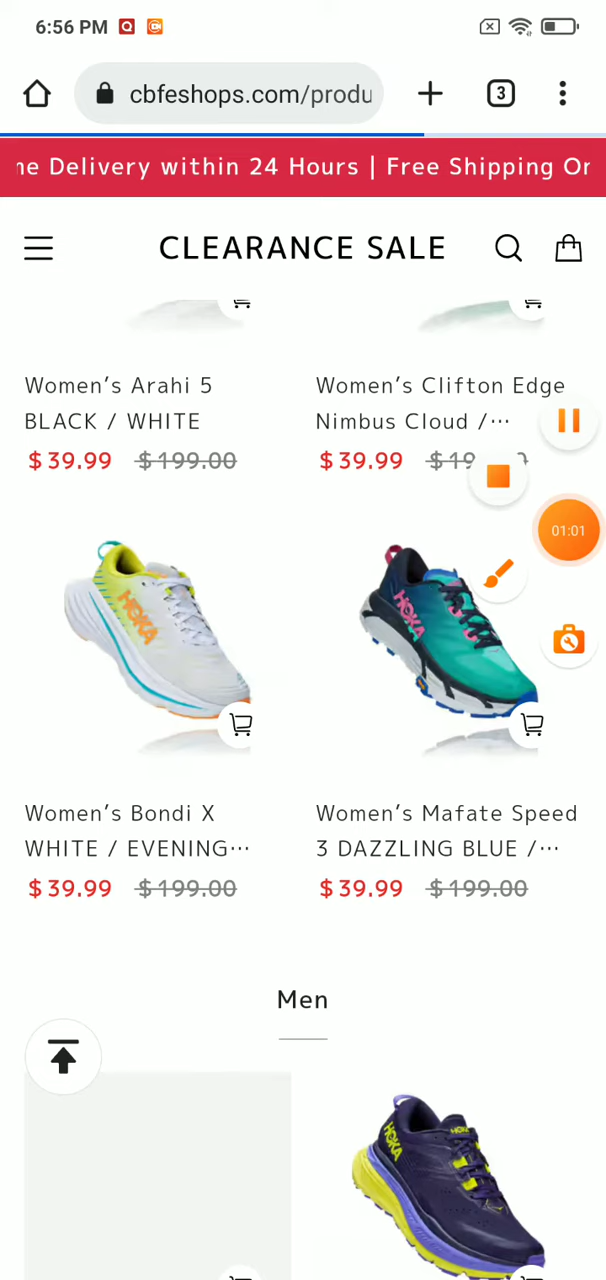 6:56 PM
cbfeshops.com/produ
3
ne Delivery within 24 Hours | Free Shipping Or
CLEARANCE SALE
Women's Arahi 5
BLACK / WHITE
$39.99 $199.00
Women's Clifton Edge
Nimbus Cloud /···
$39.99 $19
01:01
HOKA
HOKA
Women's Bondi X
WHITE / EVENING···
$39.99 $199.00
Women's Mafate Speed
3 DAZZLING BLUE /···
$39.99 $199.00
Men
HOKA
HOKA